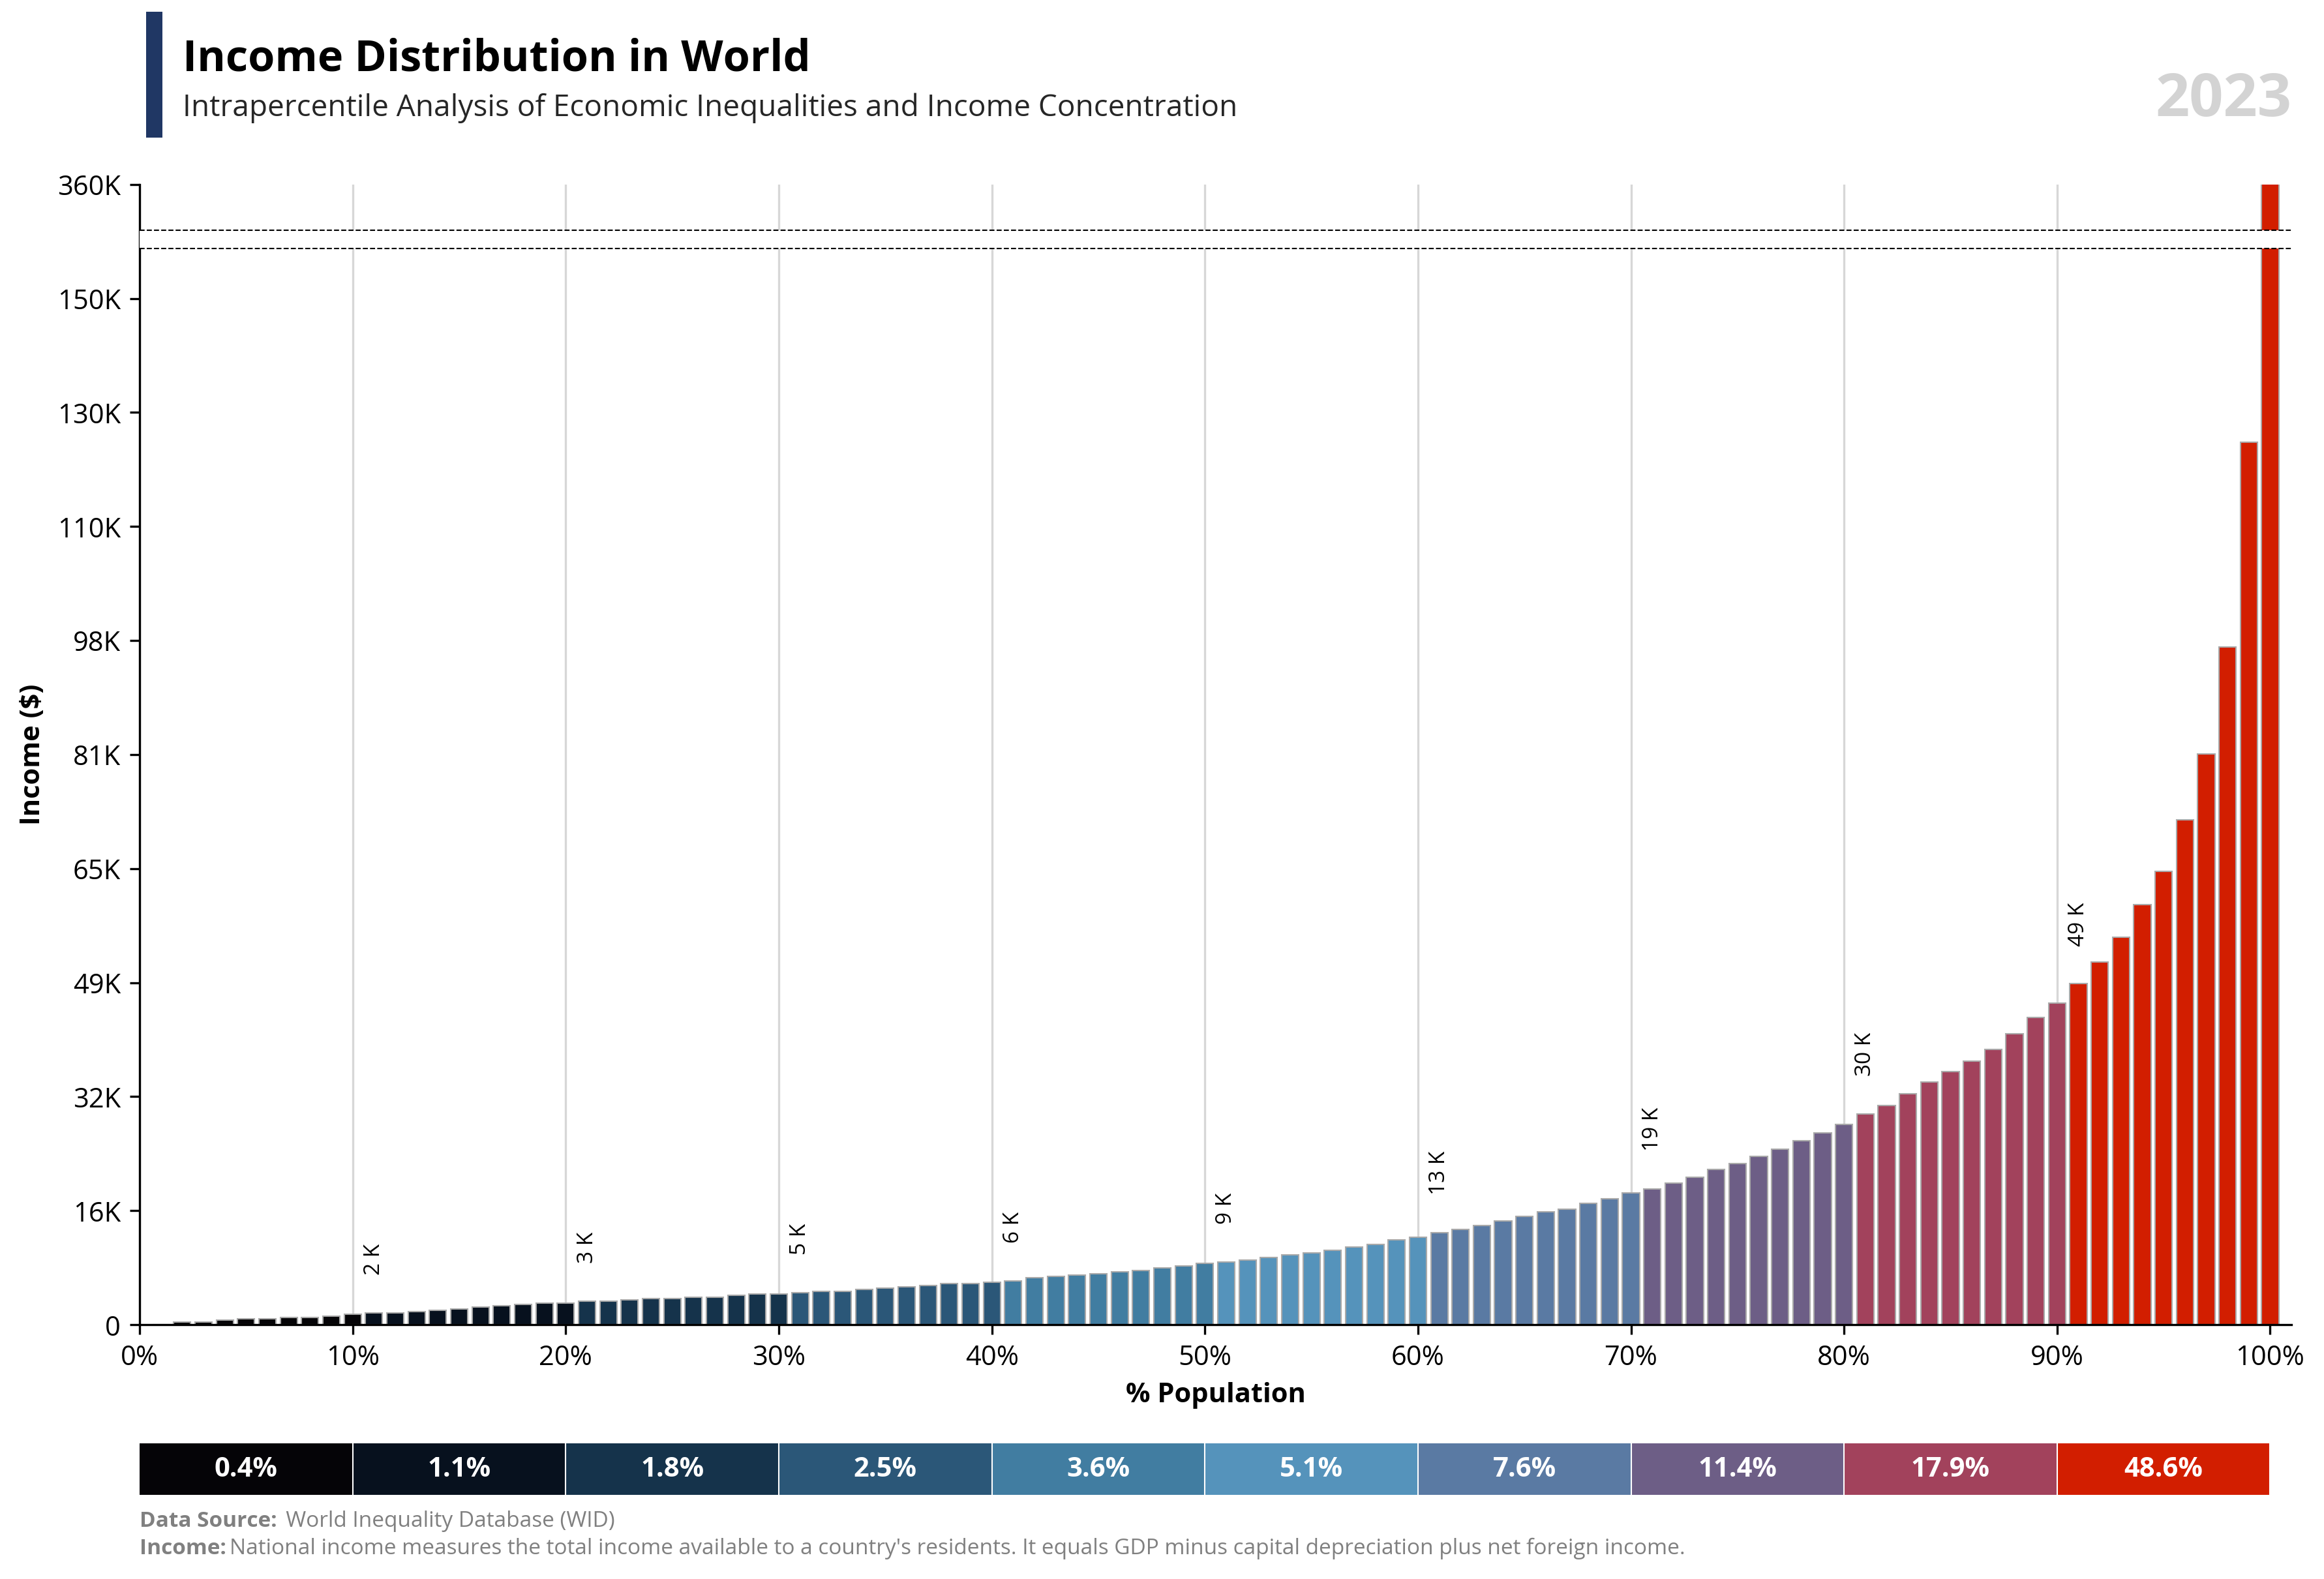 Income Distribution in World
Intrapercentile Analysis of Economic Inequalities and Income Concentration
2023
Income ($)
360K
150K
130K
110K
98K
81K
65K
49K
32K
16K
0
2 K
3 K
5 K
6 K
9 K
13 K
19 K
30 K
49 K
0% 10% 20% 30% 40% 50% 60% 70% 80% 90% 100%
% Population
0.4% 1.1% 1.8% 2.5% 3.6% 5.1% 7.6% 11.4% 17.9% 48.6%
Data Source: World Inequality Database (WID)
Income: National income measures the total income available to a country's residents. It equals GDP minus capital depreciation plus net foreign income.